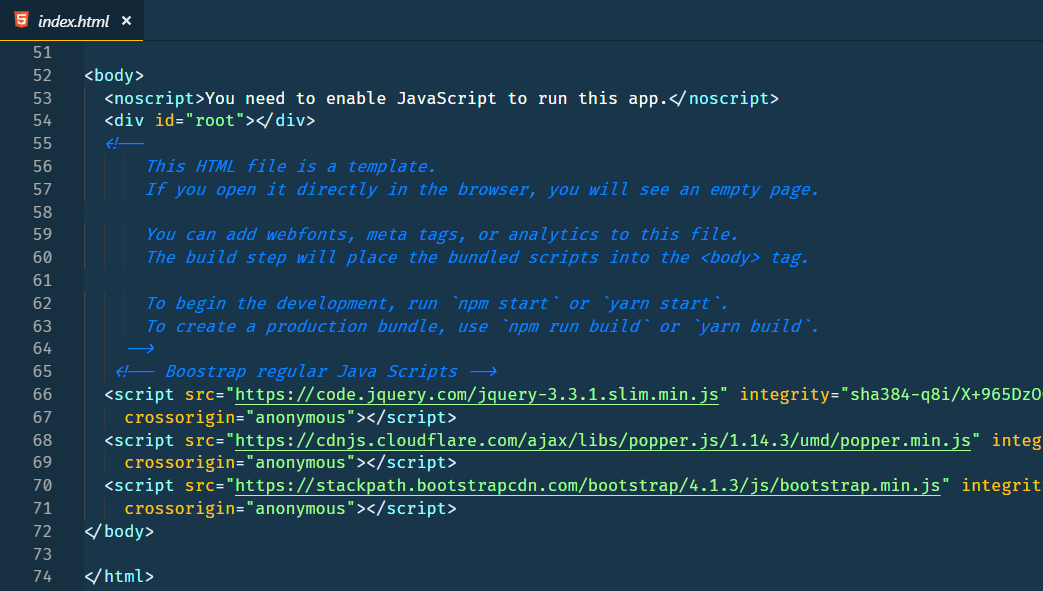 index.html ×
51
52 <body>
53 <noscript>You need to enable JavaScript to run this app.</noscript>
54 <div id="root"></div>
55 <!--
56 This HTML file is a template.
57 If you open it directly in the browser, you will see an empty page.
58
59 You can add webfonts, meta tags, or analytics to this file.
60 The build step will place the bundled scripts into the <body> tag.
61
62 To begin the development, run `npm start` or `yarn start`.
63 To create a production bundle, use `npm run build` or `yarn build`.
64 -->
65 <!-- Boostrap regular Java Scripts -->
66 <script src="https://code.jquery.com/jquery-3.3.1.slim.min.js" integrity="sha384-q8i/X+965DzO
67 crossorigin="anonymous"></script>
68 <script src="https://cdnjs.cloudflare.com/ajax/libs/popper.js/1.14.3/umd/popper.min.js" integ
69 crossorigin="anonymous"></script>
70 <script src="https://stackpath.bootstrapcdn.com/bootstrap/4.1.3/js/bootstrap.min.js" integrit
71 crossorigin="anonymous"></script>
72 </body>
73
74 </html>